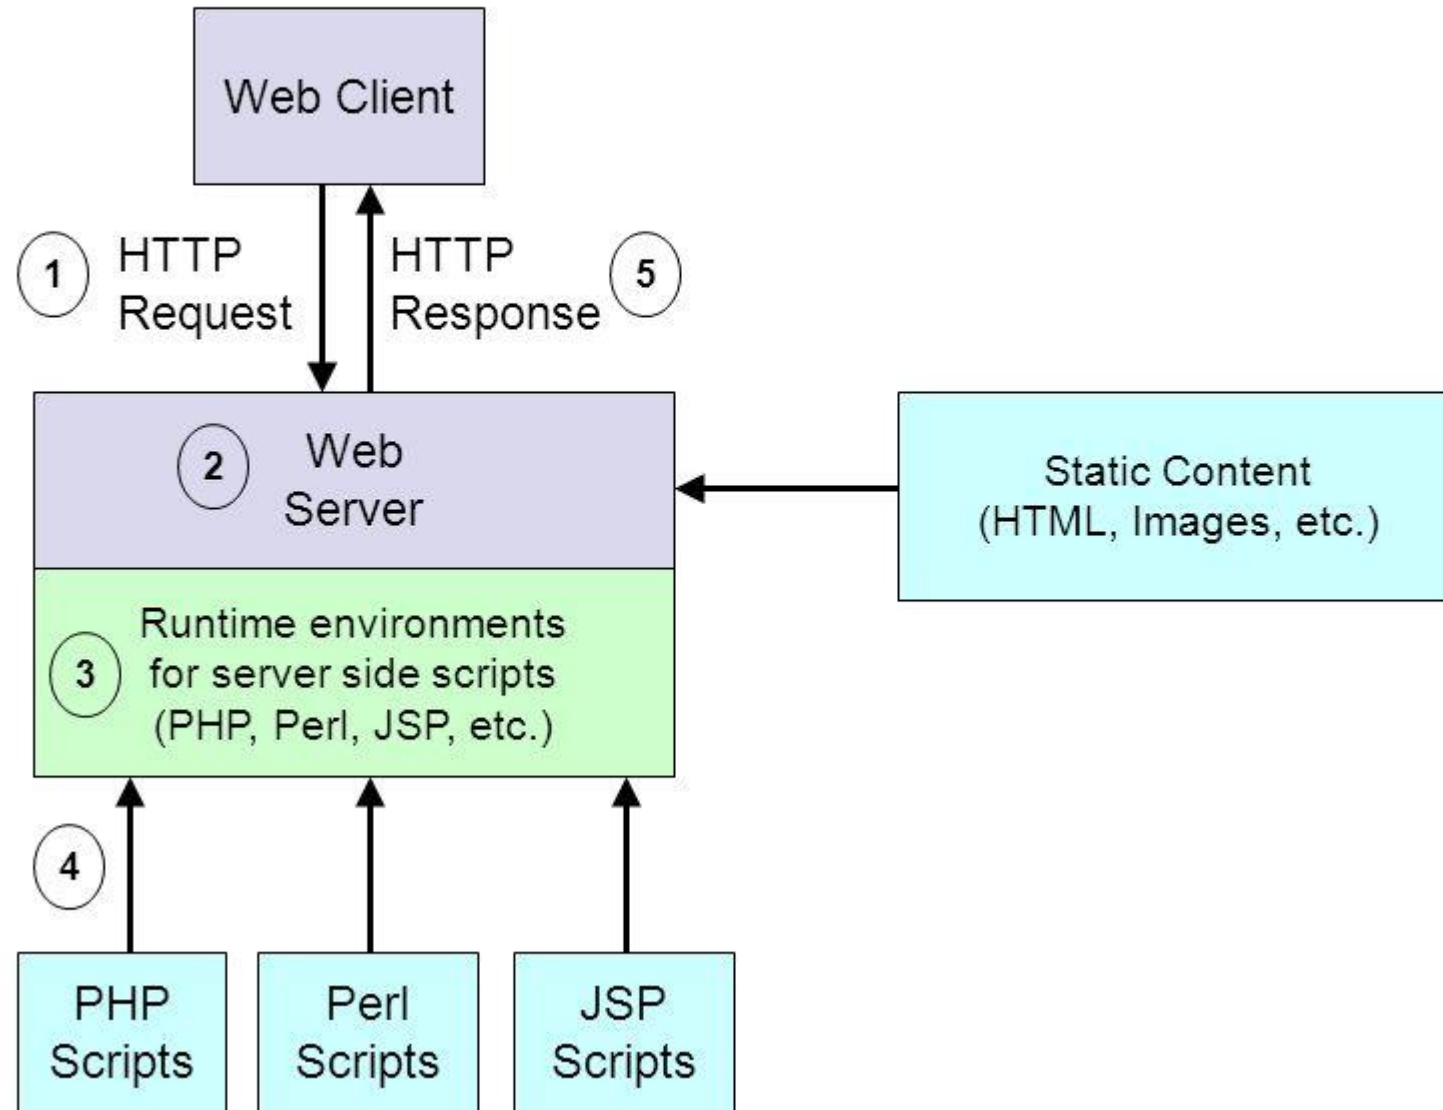 Web Client
1
HTTP
Request
HTTP
Response
5
2
Web
Server
Static Content
(HTML, Images, etc.)
3
Runtime environments
for server side scripts
(PHP, Perl, JSP, etc.)
4
PHP
Scripts
Perl
Scripts
JSP
Scripts